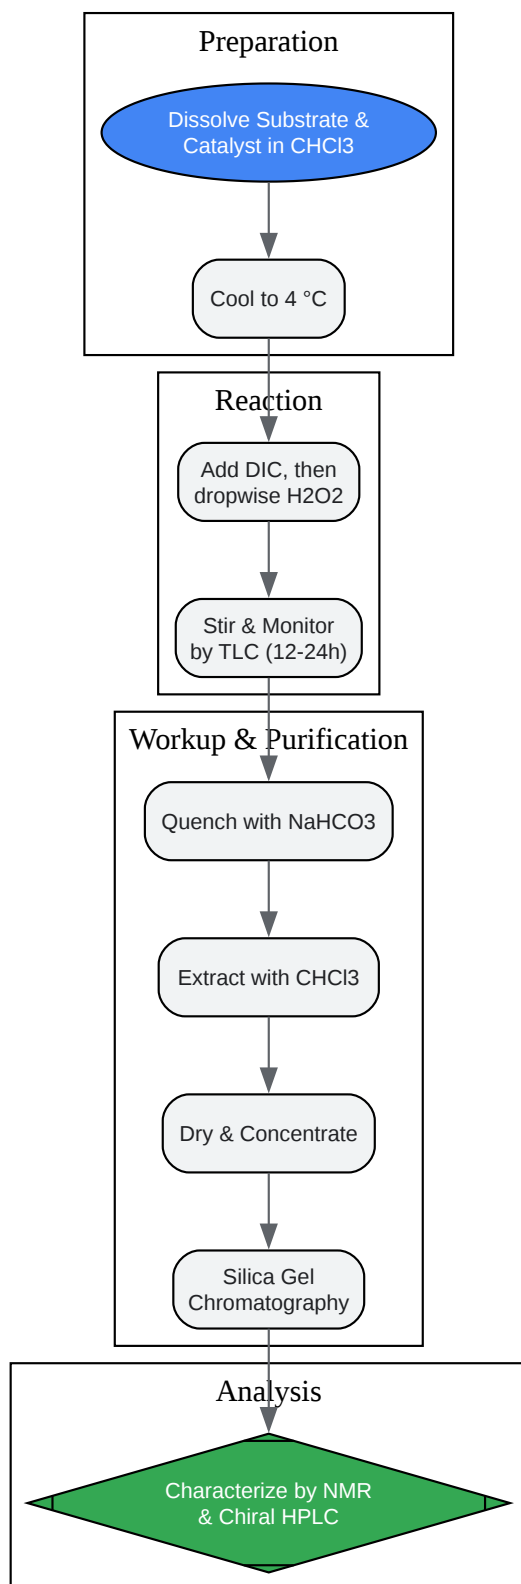 Preparation
Dissolve Substrate &
Catalyst in CHCl3
Cool to 4 °C
Reaction
Add DIC, then
dropwise H2O2
Stir & Monitor
by TLC (12-24h)
Workup & Purification
Quench with NaHCO3
Extract with CHCl3
Dry & Concentrate
Silica Gel
Chromatography
Analysis
Characterize by NMR
& Chiral HPLC